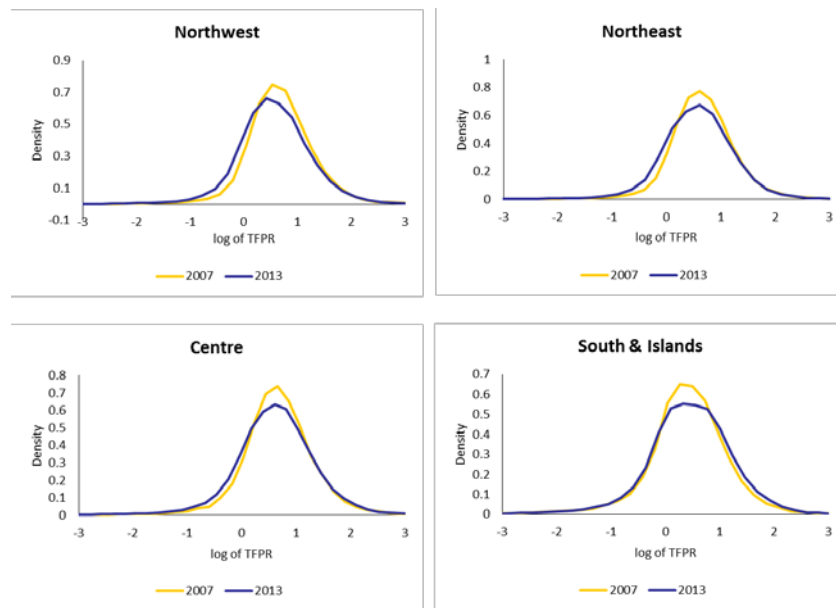 Northwest
0.9
0.7
0.5
0.3
0.1
-0.1
Density
-3 -2 -1 0 1 2 3
log of TFPR
2007 2013
Northeast
1
0.8
0.6
0.4
0.2
0
Density
-3 -2 -1 0 1 2 3
log of TFPR
2007 2013
Centre
0.8
0.7
0.6
0.5
0.4
0.3
0.2
0.1
0
Density
-3 -2 -1 0 1 2 3
log of TFPR
2007 2013
South & Islands
0.7
0.6
0.5
0.4
0.3
0.2
0.1
0
Density
-3 -2 -1 0 1 2 3
log of TFPR
2007 2013